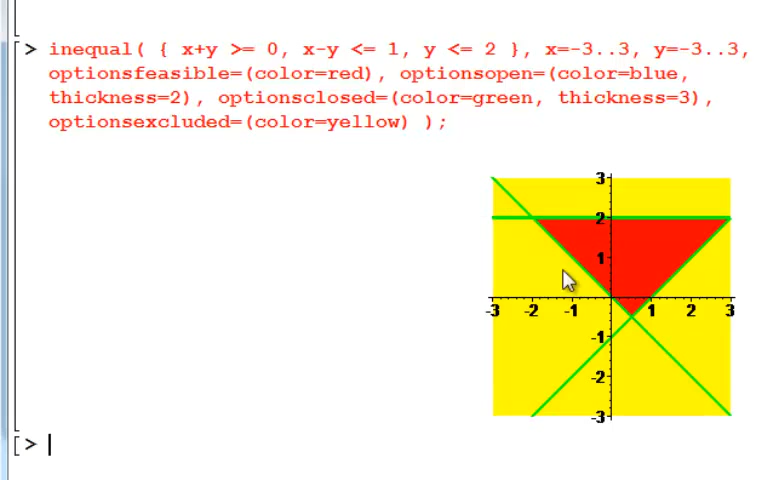 > inequal( { x+y >= 0, x-y <= 1, y <= 2 }, x=-3..3, y=-3..3,
optionsfeasible=(color=red), optionsopen=(color=blue,
thickness=2), optionsclosed=(color=green, thickness=3),
optionsexcluded=(color=yellow) );
3
2
1
-3 -2 -1 1 2 3
-1
-2
-3
>